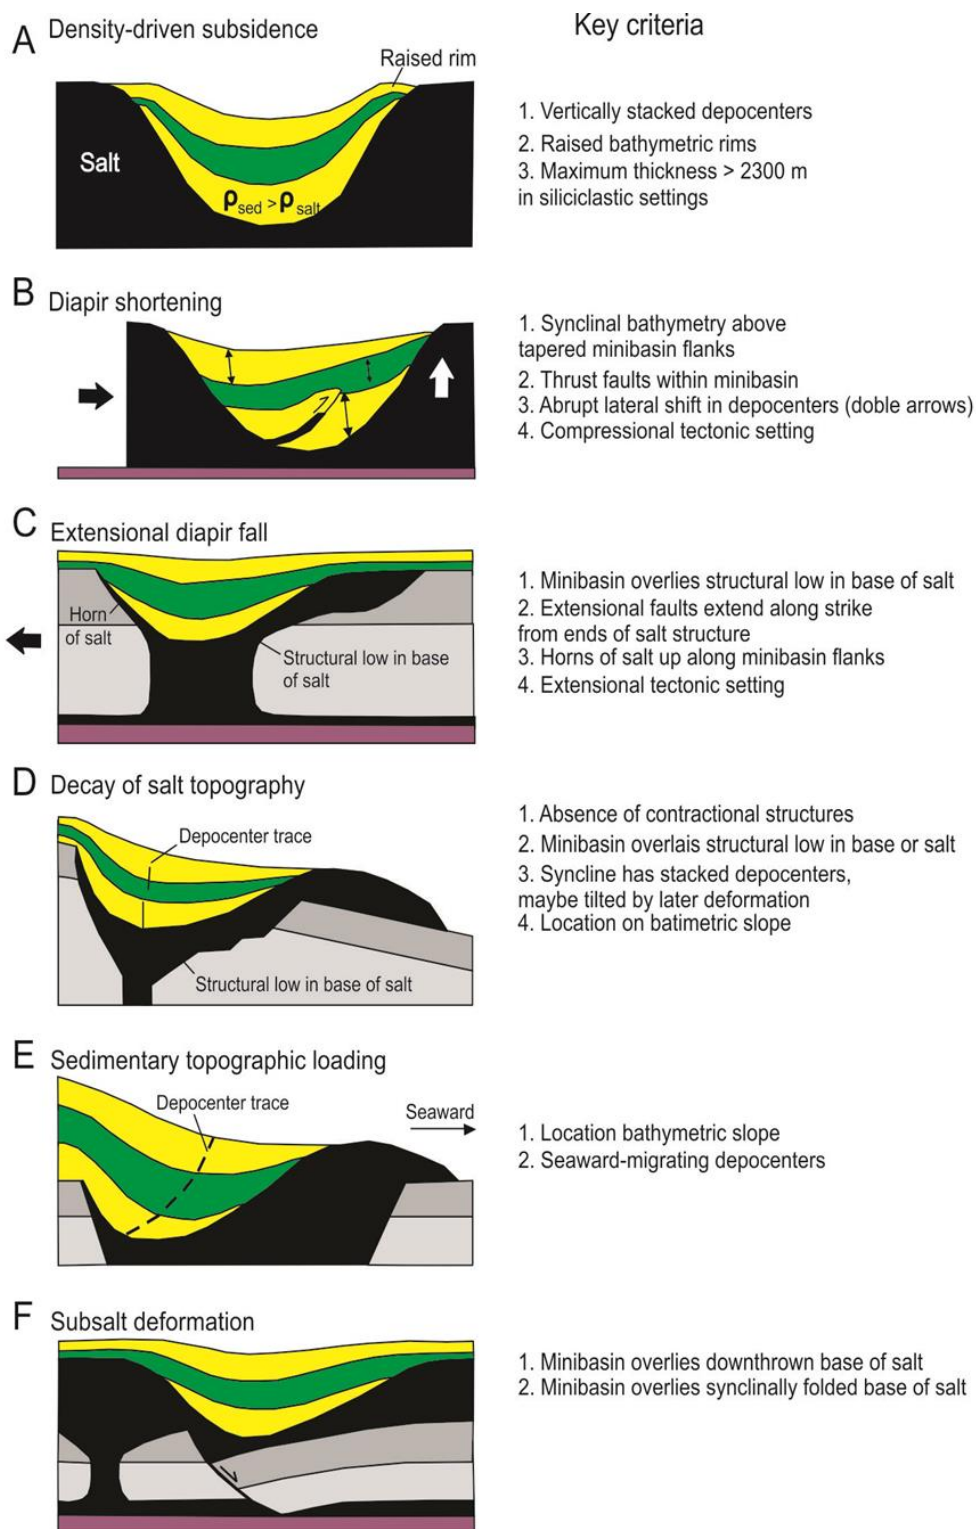 Key criteria
A Density-driven subsidence
Raised rim
Salt
ρsed > ρsalt
1. Vertically stacked depocenters
2. Raised bathymetric rims
3. Maximum thickness > 2300 m
in siliciclastic settings
B Diapir shortening
1. Synclinal bathymetry above
tapered minibasin flanks
2. Thrust faults within minibasin
3. Abrupt lateral shift in depocenters (doble arrows)
4. Compressional tectonic setting
C Extensional diapir fall
Horn
of salt
Structural low in base
of salt
1. Minibasin overlies structural low in base of salt
2. Extensional faults extend along strike
from ends of salt structure
3. Horns of salt up along minibasin flanks
4. Extensional tectonic setting
D Decay of salt topography
Depocenter trace
Structural low in base of salt
1. Absence of contractional structures
2. Minibasin overlais structural low in base or salt
3. Syncline has stacked depocenters,
maybe tilted by later deformation
4. Location on batimetric slope
E Sedimentary topographic loading
Depocenter trace
Seaward
1. Location bathymetric slope
2. Seaward-migrating depocenters
F Subsalt deformation
1. Minibasin overlies downthrown base of salt
2. Minibasin overlies synclinally folded base of salt